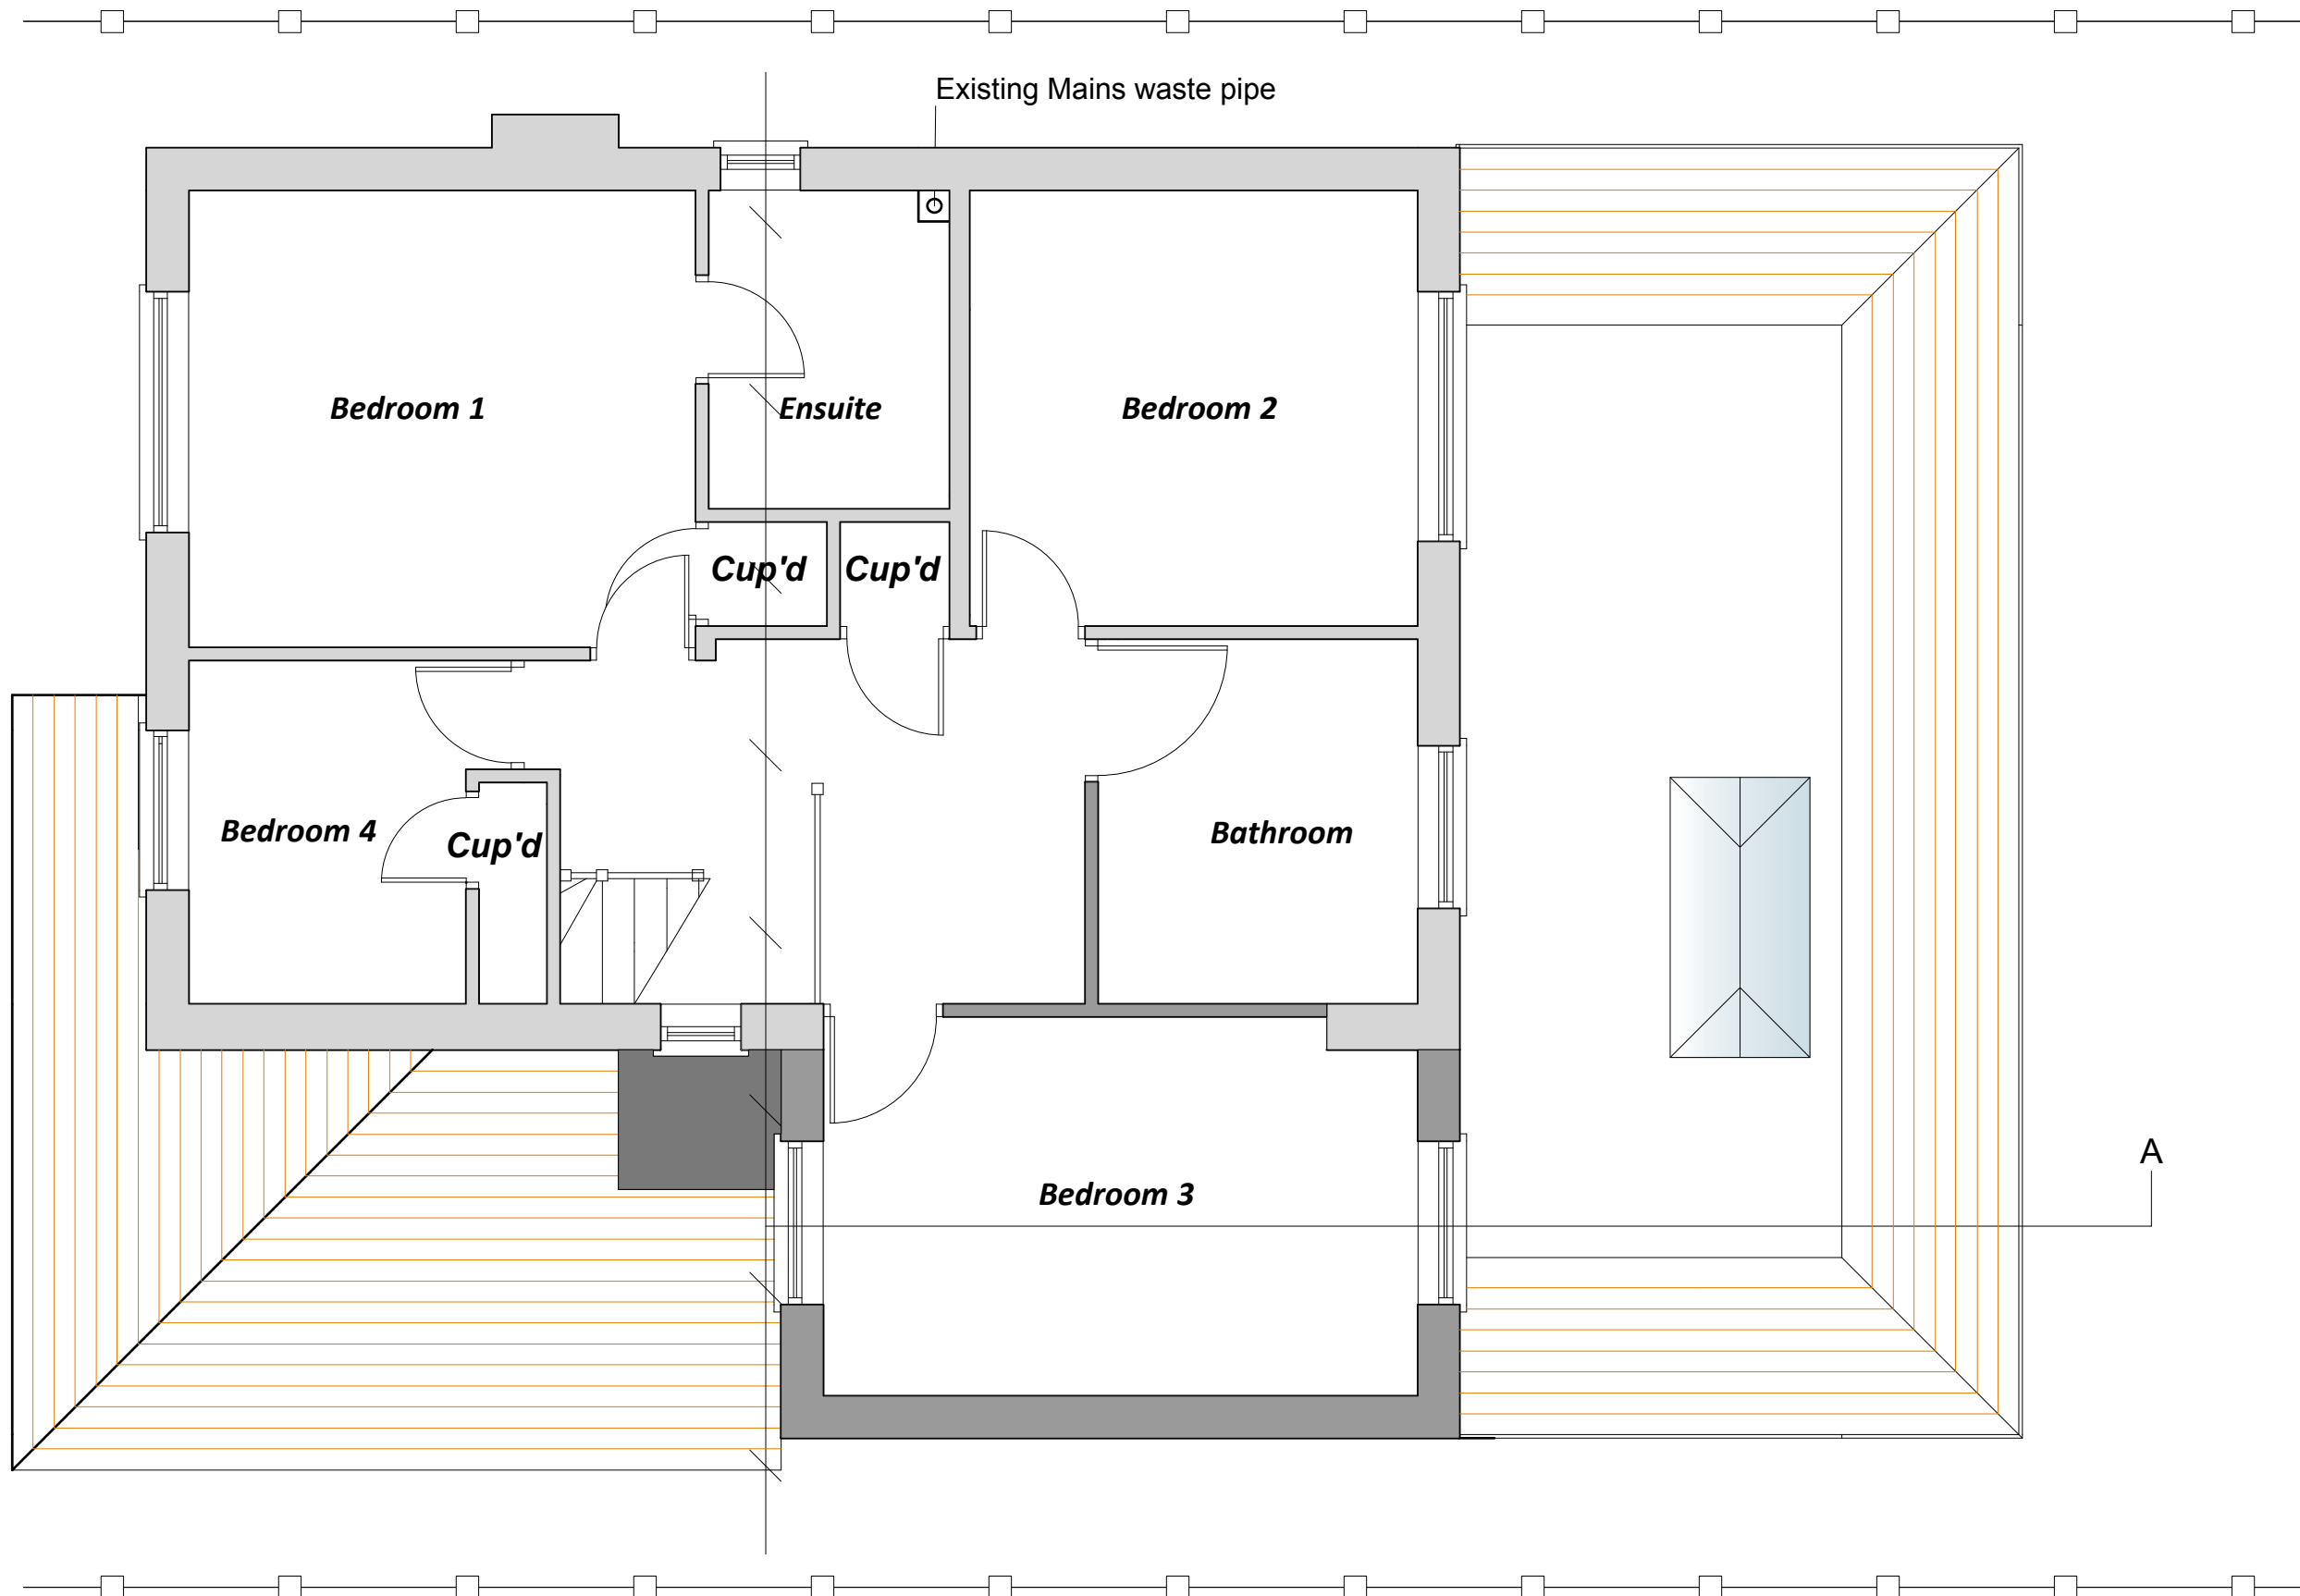 Existing Mains waste pipe
Bedroom 1
Ensuite
Bedroom 2
Cup'd
Cup'd
Bedroom 4
Cup'd
Bathroom
A
Bedroom 3